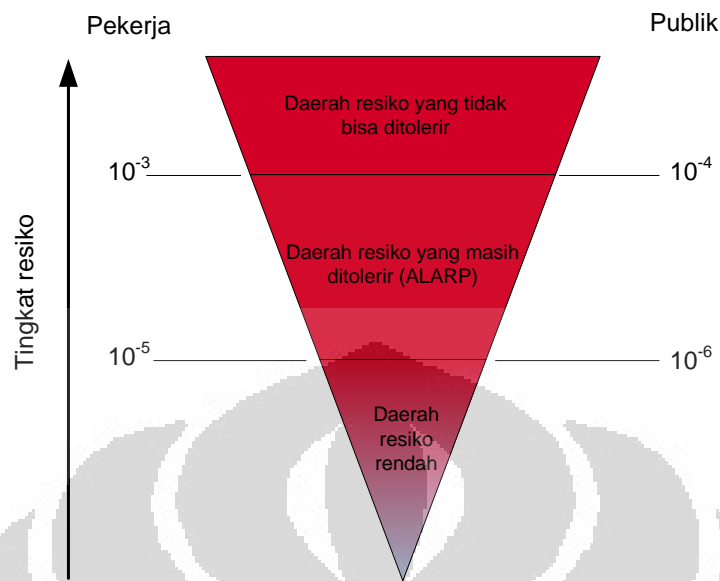 Pekerja
Publik
Daerah resiko yang tidak
bisa ditolerir
10⁻³
10⁻⁴
Tingkat resiko
Daerah resiko yang masih
ditolerir (ALARP)
10⁻⁵
10⁻⁶
Daerah
resiko
rendah